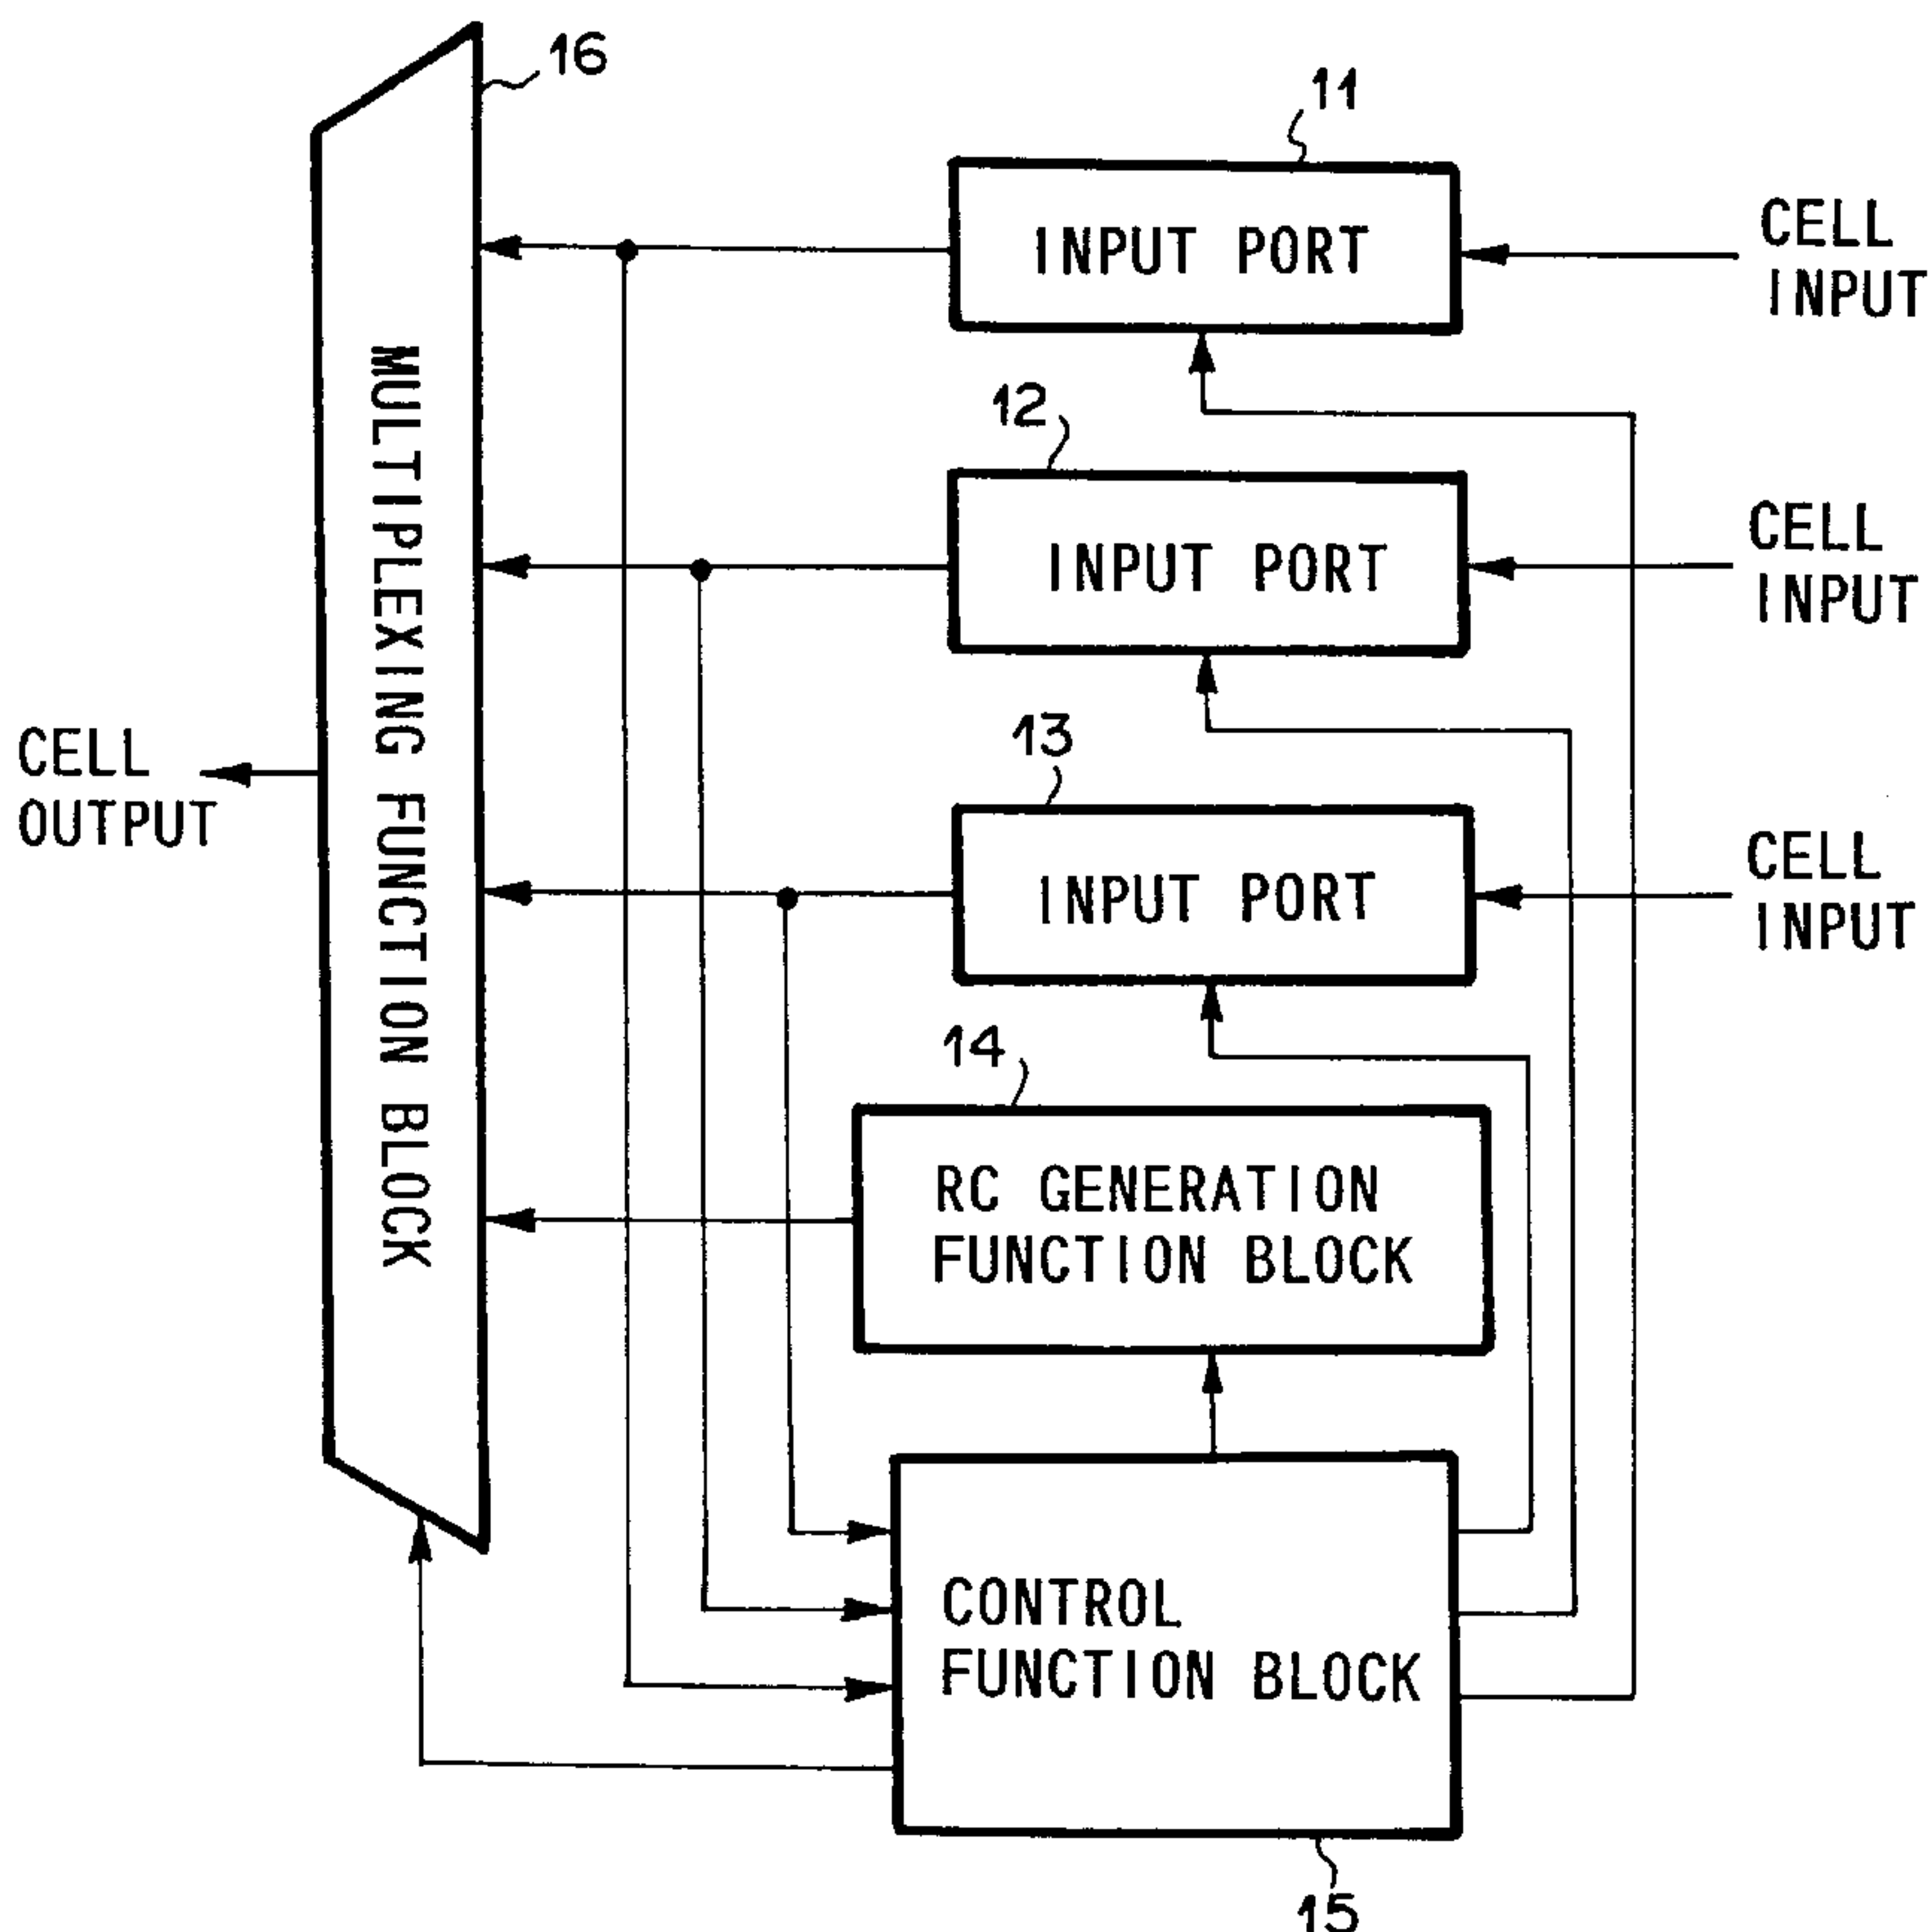 16
11
INPUT PORT
CELL
INPUT
12
INPUT PORT
CELL
INPUT
13
INPUT PORT
CELL
INPUT
CELL
OUTPUT
MULTIPLEXING FUNCTION BLOCK
14
RC GENERATION
FUNCTION BLOCK
CONTROL
FUNCTION BLOCK
15